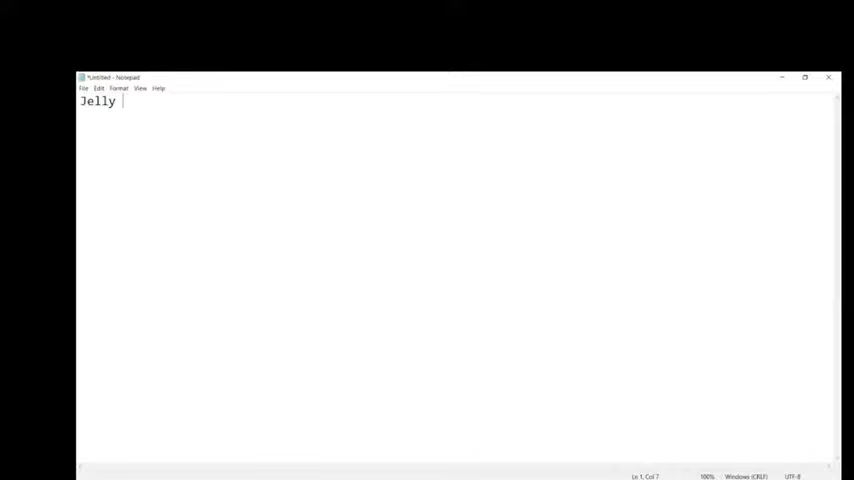 *Untitled - Notepad
File Edit Format View Help
Jelly
Ln 1, Col 7 100% Windows (CRLF) UTF-8